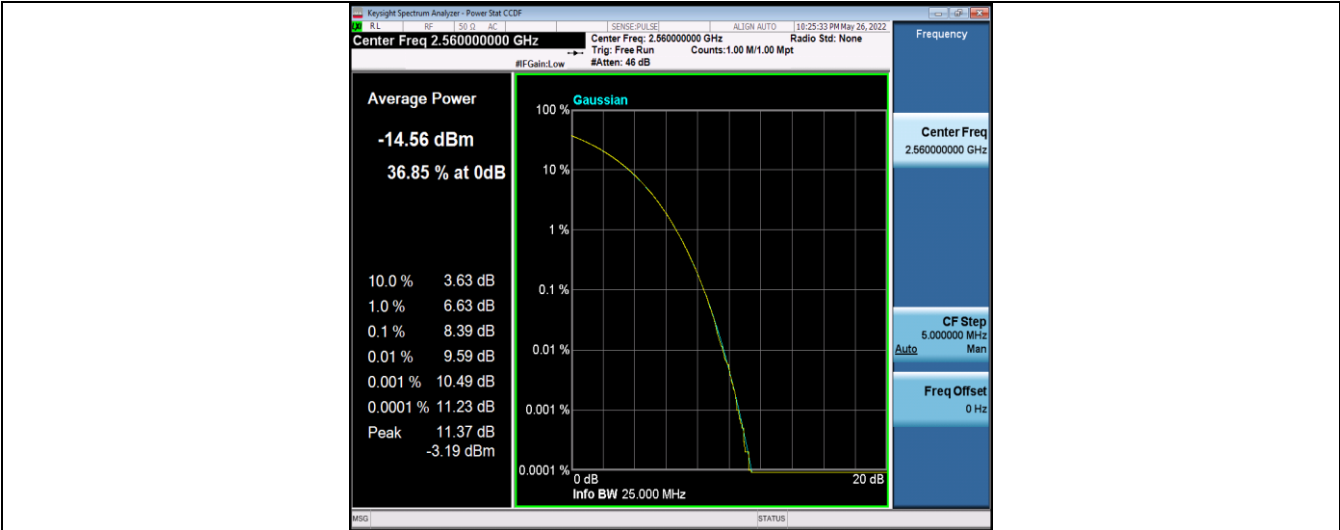 Keysight Spectrum Analyzer - Power Stat CCDF
RL RF 50 Ω AC SENSE:PULSE ALIGN AUTO 10:25:33 PM May 26, 2022
Center Freq 2.560000000 GHz
Center Freq: 2.560000000 GHz Radio Std: None
Trig: Free Run Counts:1.00 M/1.00 Mpt
#IFGain:Low #Atten: 46 dB
Average Power
-14.56 dBm
36.85 % at 0dB
10.0 % 3.63 dB
1.0 % 6.63 dB
0.1 % 8.39 dB
0.01 % 9.59 dB
0.001 % 10.49 dB
0.0001 % 11.23 dB
Peak 11.37 dB
-3.19 dBm
Gaussian
100 %
10 %
1 %
0.1 %
0.01 %
0.001 %
0.0001 %
0 dB 20 dB
Info BW 25.000 MHz
Frequency
Center Freq
2.560000000 GHz
CF Step
5.000000 MHz
Auto Man
Freq Offset
0 Hz
MSG STATUS